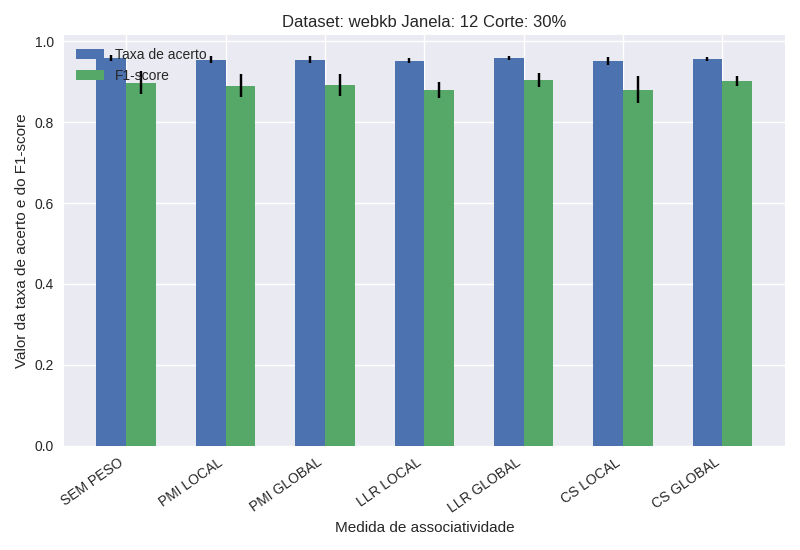 Dataset: webkb Janela: 12 Corte: 30%
Taxa de acerto
F1-score
Valor da taxa de acerto e do F1-score
1.0
0.8
0.6
0.4
0.2
0.0
SEM PESO
PMI LOCAL
PMI GLOBAL
LLR LOCAL
LLR GLOBAL
CS LOCAL
CS GLOBAL
Medida de associatividade